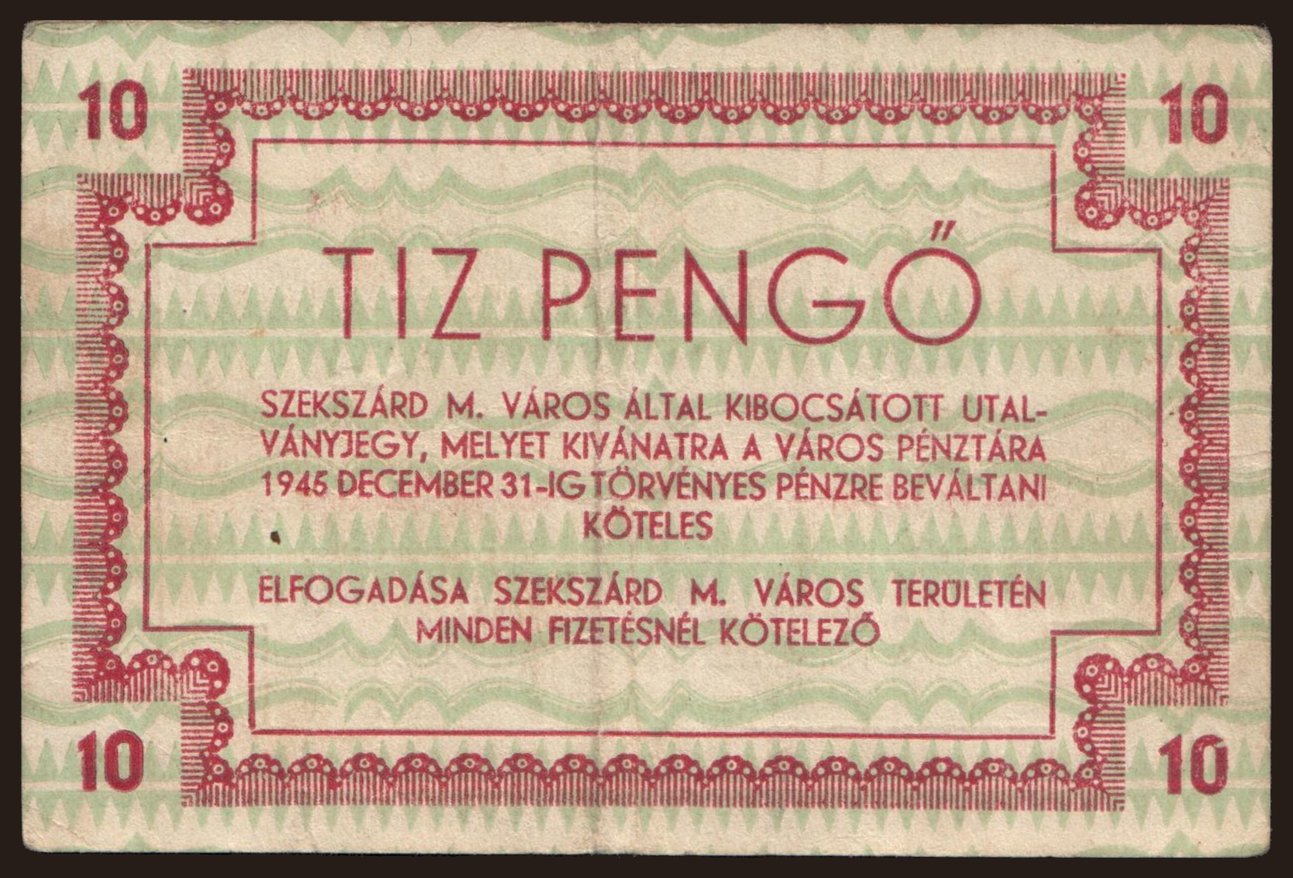 10 10
TIZ PENGŐ
SZEKSZÁRD M. VÁROS ÁLTAL KIBOCSÁTOTT UTAL-
VÁNYJEGY, MELYET KIVÁNATRA A VÁROS PÉNZTÁRA
1945 DECEMBER 31-IG TÖRVÉNYES PÉNZRE BEVÁLTANI
KÖTELES
ELFOGADÁSA SZEKSZÁRD M. VÁROS TERÜLETÉN
MINDEN FIZETÉSNÉL KÖTELEZŐ
10 10